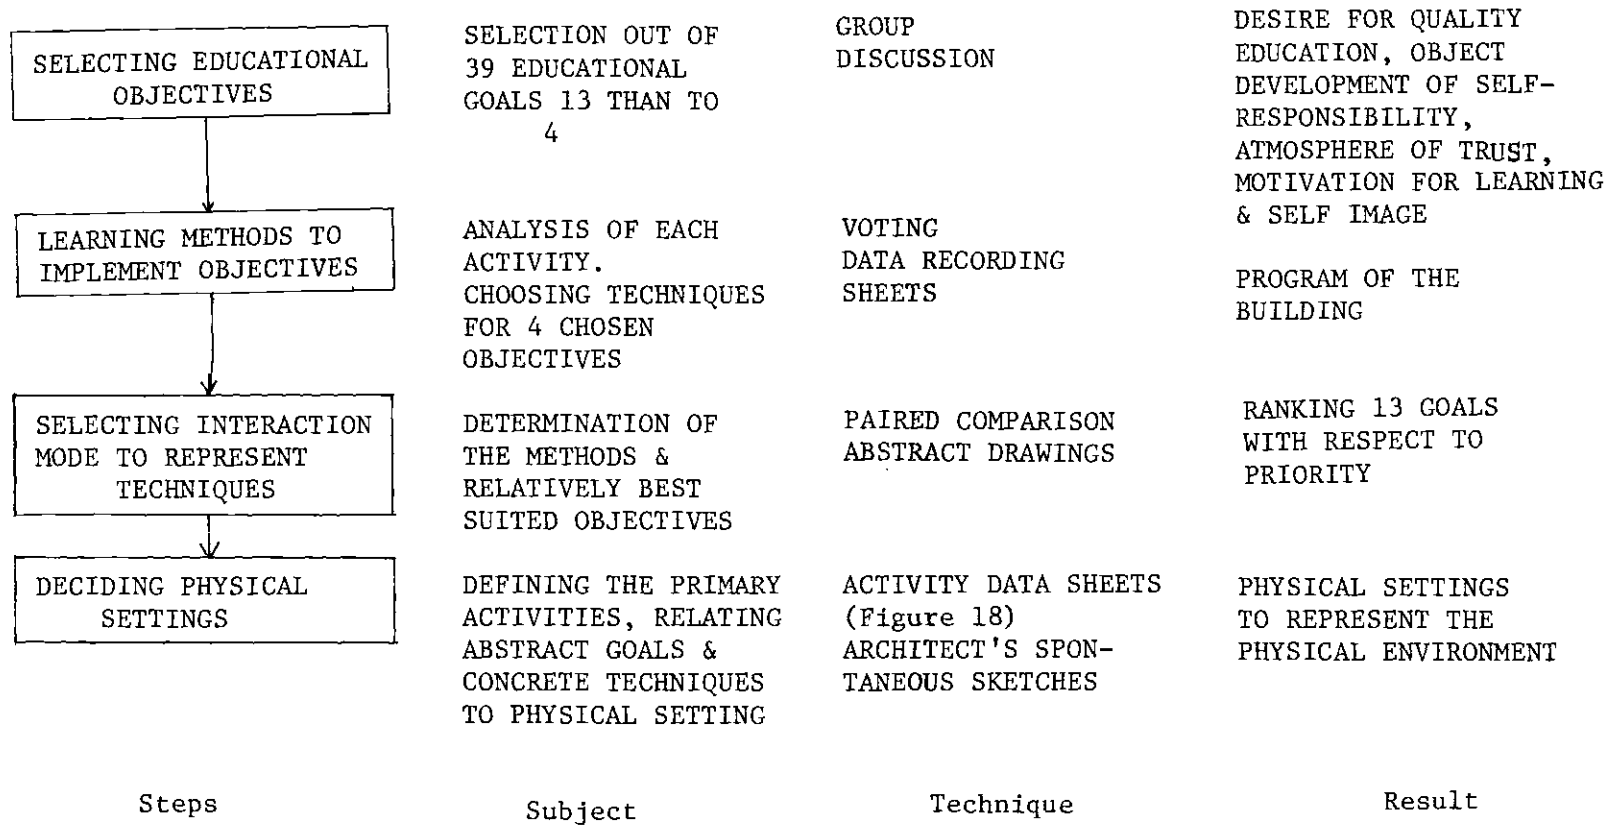 SELECTING EDUCATIONAL
OBJECTIVES
SELECTION OUT OF
39 EDUCATIONAL
GOALS 13 THAN TO
4
GROUP
DISCUSSION
DESIRE FOR QUALITY
EDUCATION, OBJECT
DEVELOPMENT OF SELF-
RESPONSIBILITY,
ATMOSPHERE OF TRUST,
MOTIVATION FOR LEARNING
& SELF IMAGE
LEARNING METHODS TO
IMPLEMENT OBJECTIVES
ANALYSIS OF EACH
ACTIVITY.
CHOOSING TECHNIQUES
FOR 4 CHOSEN
OBJECTIVES
VOTING
DATA RECORDING
SHEETS
PROGRAM OF THE
BUILDING
SELECTING INTERACTION
MODE TO REPRESENT
TECHNIQUES
DETERMINATION OF
THE METHODS &
RELATIVELY BEST
SUITED OBJECTIVES
PAIRED COMPARISON
ABSTRACT DRAWINGS
RANKING 13 GOALS
WITH RESPECT TO
PRIORITY
DECIDING PHYSICAL
SETTINGS
DEFINING THE PRIMARY
ACTIVITIES, RELATING
ABSTRACT GOALS &
CONCRETE TECHNIQUES
TO PHYSICAL SETTING
ACTIVITY DATA SHEETS
(Figure 18)
ARCHITECT'S SPON-
TANEOUS SKETCHES
PHYSICAL SETTINGS
TO REPRESENT THE
PHYSICAL ENVIRONMENT
Steps
Subject
Technique
Result